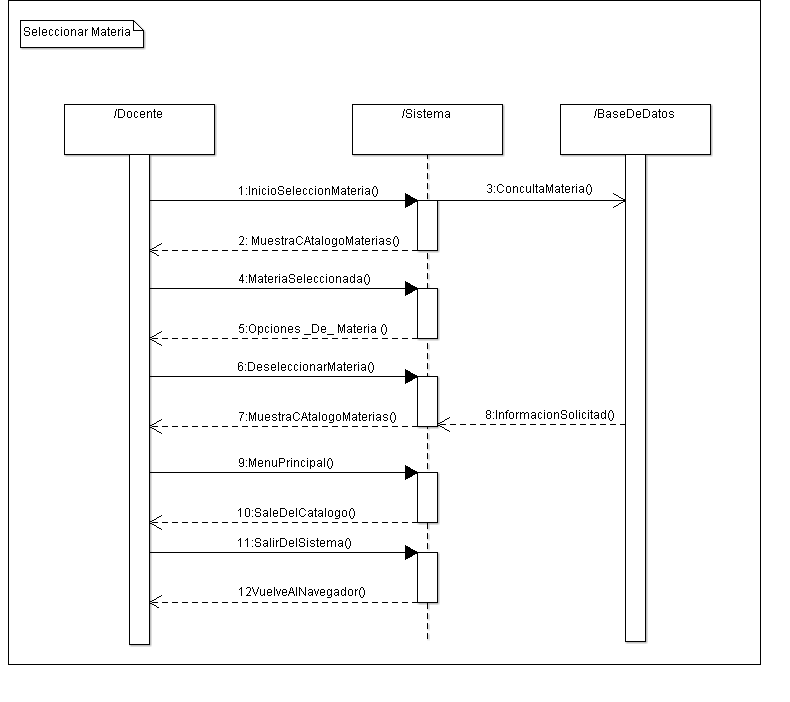 Seleccionar Materia
/Docente
/Sistema
/BaseDeDatos
1:InicioSeleccionMateria()
3:ConcultaMateria()
2: MuestraCAtalogoMaterias()
4:MateriaSeleccionada()
5:Opciones _De_ Materia ()
6:DeseleccionarMateria()
7:MuestraCAtalogoMaterias()
8:InformacionSolicitad()
9:MenuPrincipal()
10:SaleDelCatalogo()
11:SalirDelSistema()
12VuelveAlNavegador()